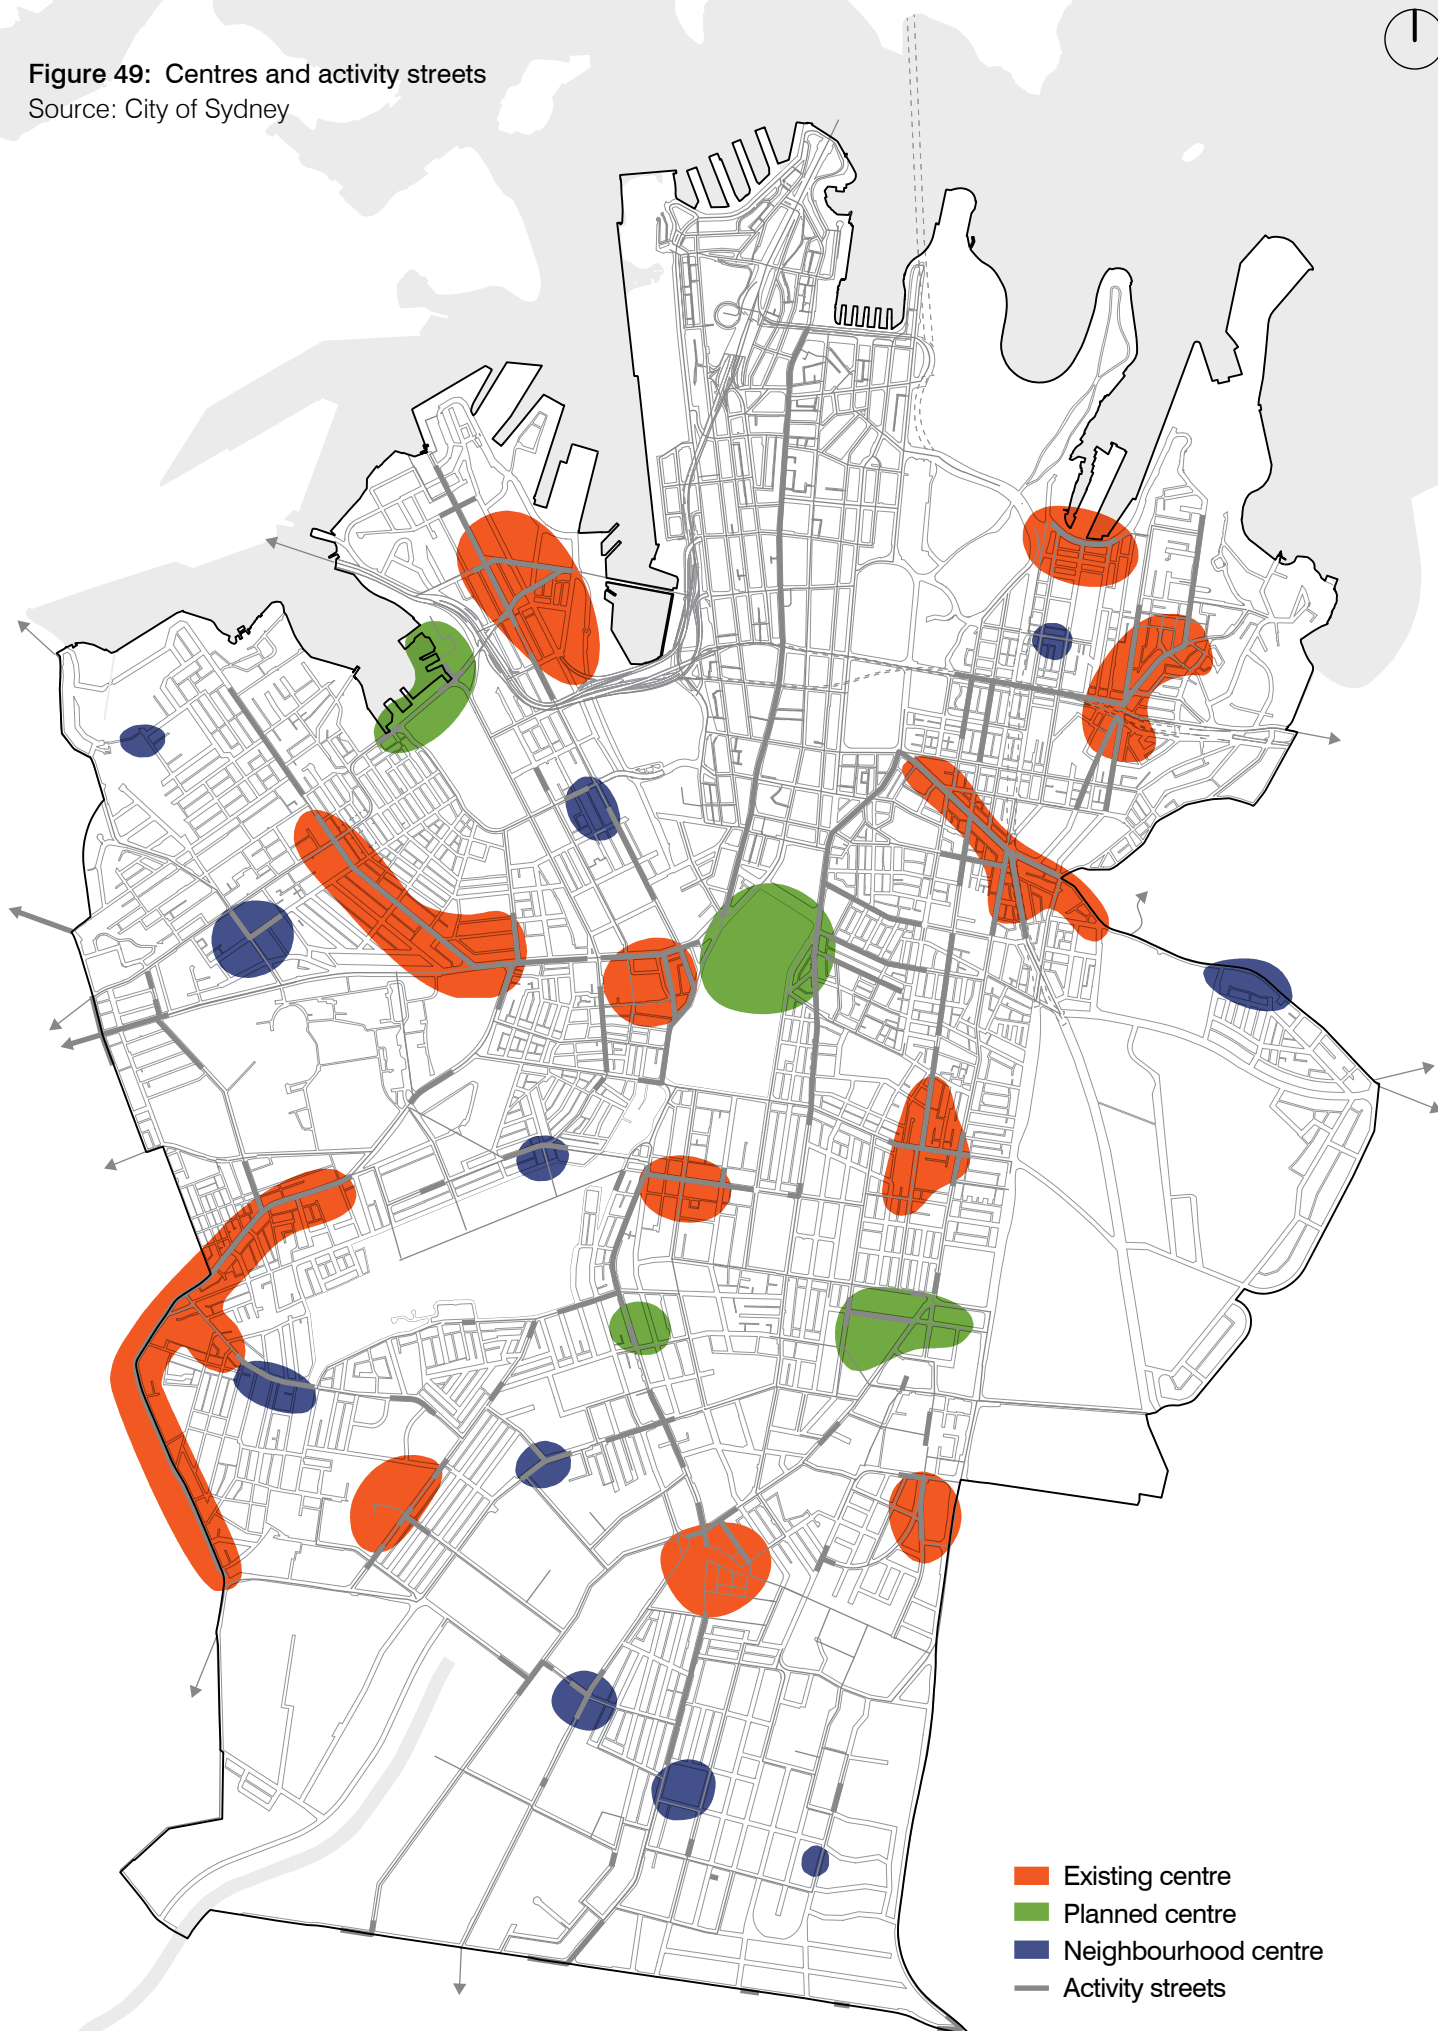 Figure 49: Centres and activity streets
Source: City of Sydney
Existing centre
Planned centre
Neighbourhood centre
Activity streets